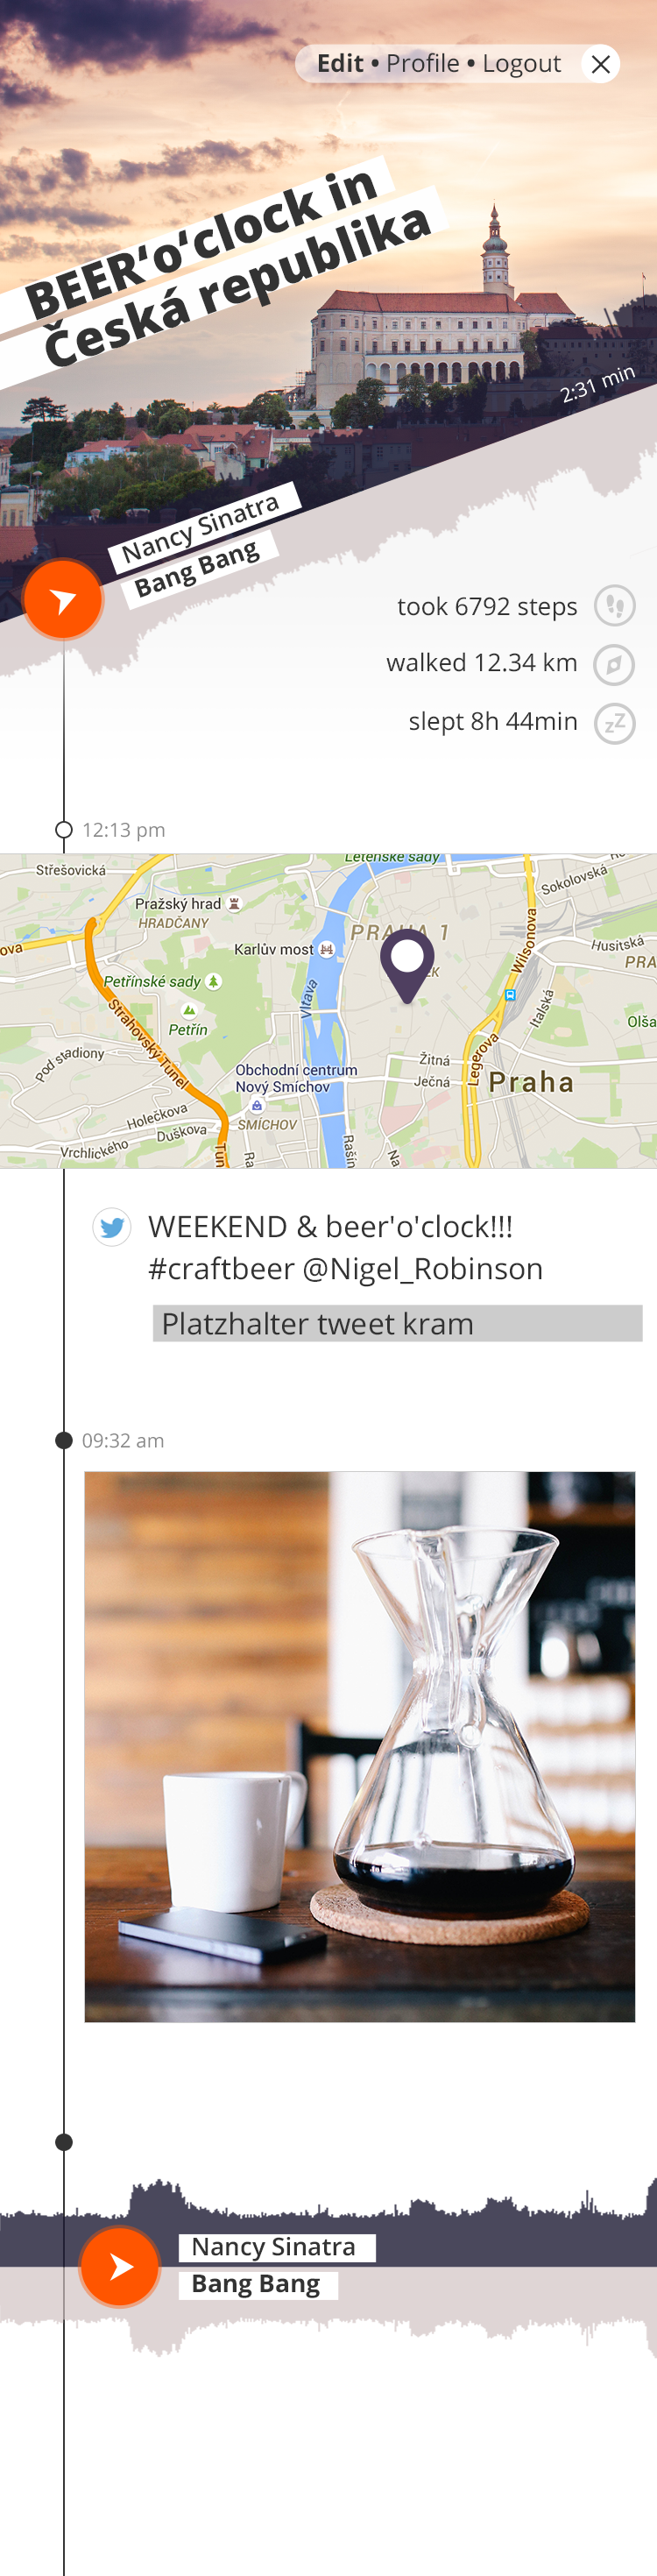 Edit • Profile • Logout
BEER‘o‘clock in
Česká republika
2:31 min
Nancy Sinatra
Bang Bang
took 6792 steps
walked 12.34 km
slept 8h 44min
zZ
12:13 pm
Letenské sady
Střešovická
Sokolovská
Pražský hrad
HRADČANY
Karlův most
PRAHA 1
Wilsonova
Husitská
ova
Petřínské sady
Vltava
Italská
Olša
Petřín
Strahovský Tunel
Pod stadiony
Žitná
Ječná
Legerova
Praha
Obchodní centrum
Nový Smíchov
SMÍCHOV
Holečkova
Duškova
Vrchlického
Tun
Ra
Rašín
Na
WEEKEND & beer'o'clock!!!
#craftbeer @Nigel_Robinson
Platzhalter tweet kram
09:32 am
Nancy Sinatra
Bang Bang